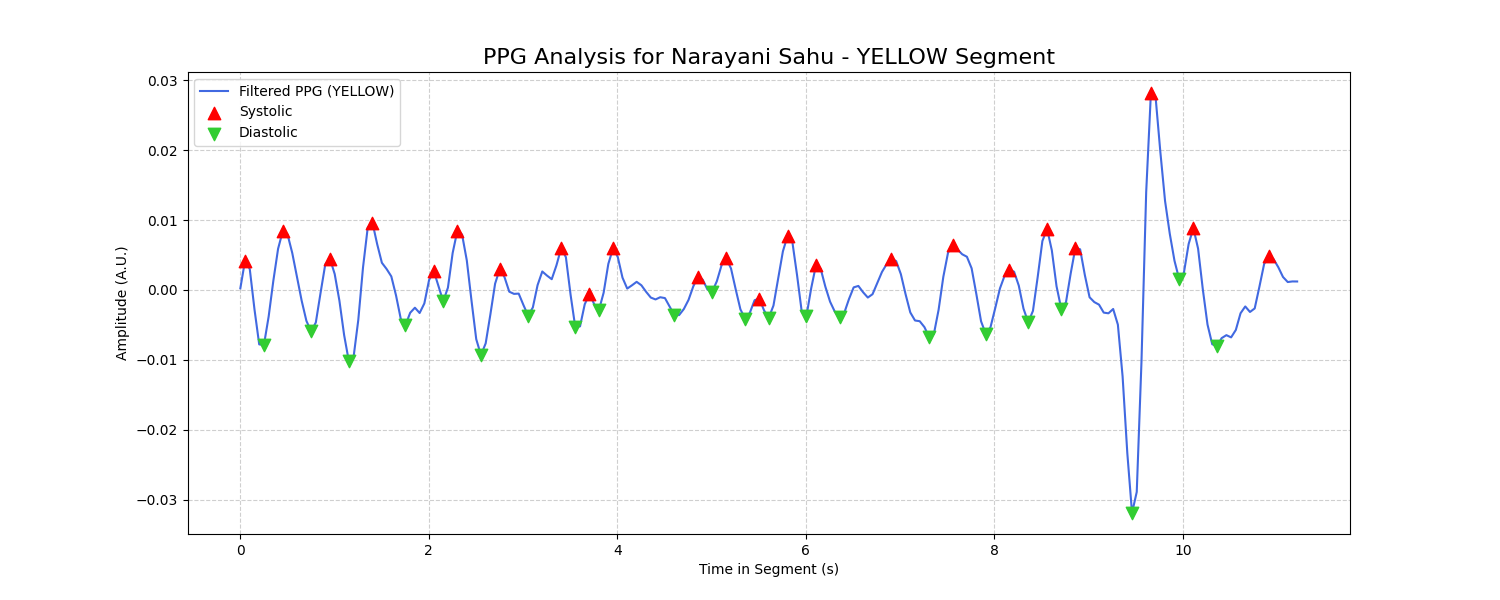 PPG Analysis for Narayani Sahu - YELLOW Segment
Filtered PPG (YELLOW)
Systolic
Diastolic
Amplitude (A.U.)
0.03
0.02
0.01
0.00
−0.01
−0.02
−0.03
0 2 4 6 8 10
Time in Segment (s)